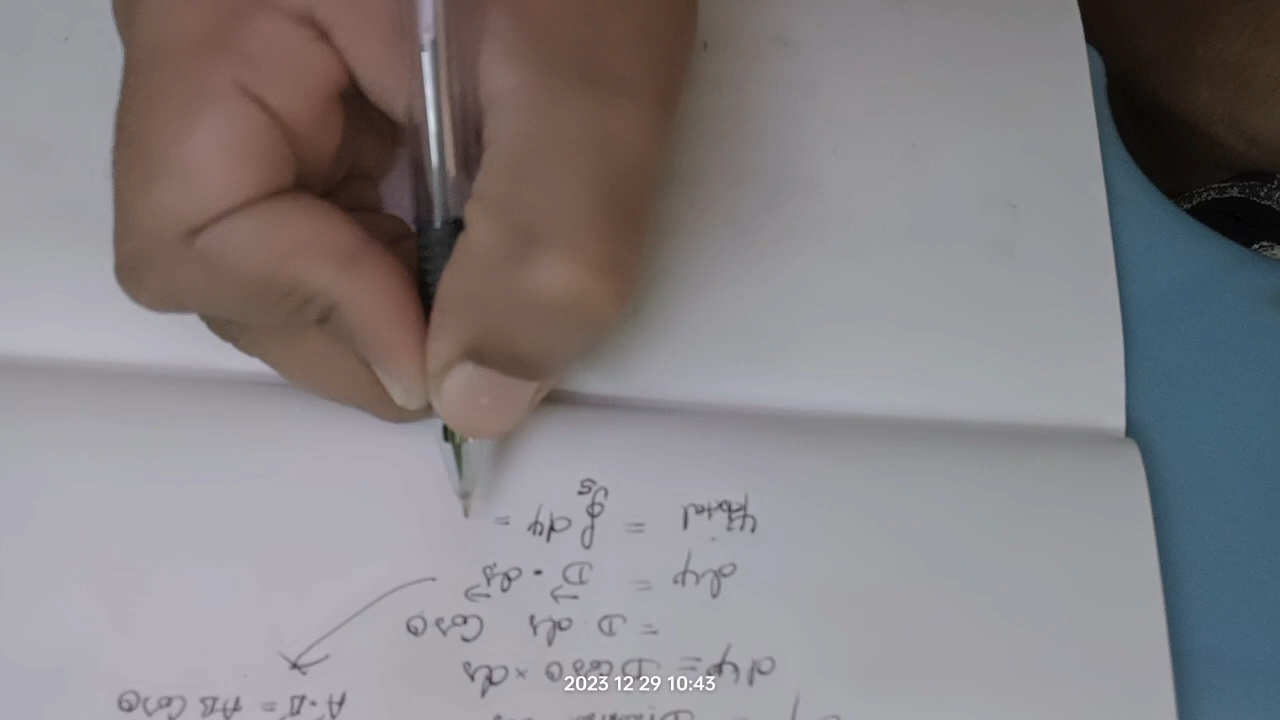 dψ = D cosθ × ds
A·B = AB cosθ
= D ds cosθ
dψ = D⃗ · ds⃗
ψtotal = ∮s dψ =
2023 12 29 10:43